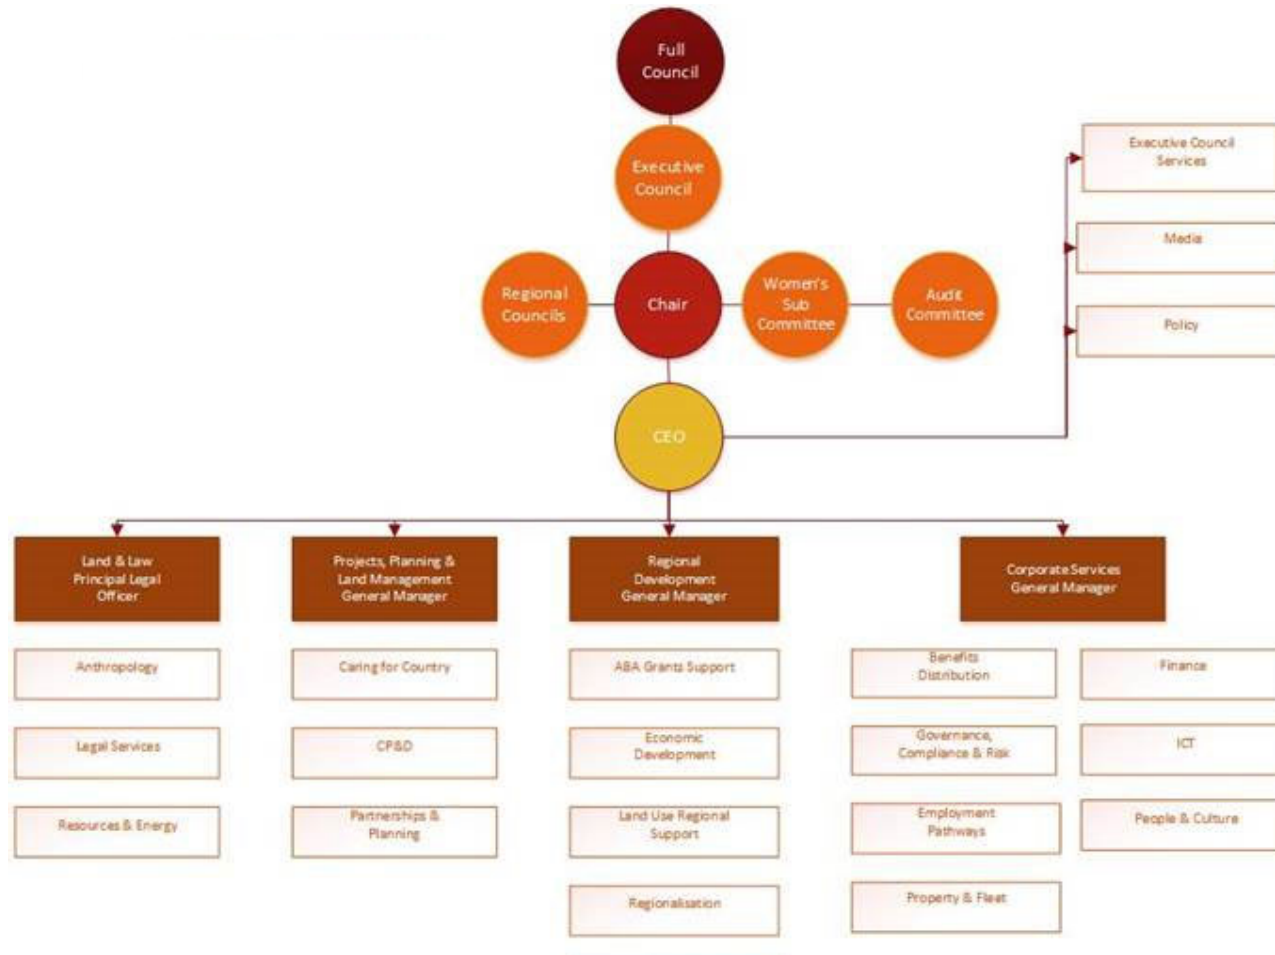 Full
Council
Executive
Council
Executive Council
Services
Media
Policy
Regional
Councils
Chair
Women's
Sub
Committee
Audit
Committee
CEO
Land & Law
Principal Legal
Officer
Projects, Planning &
Land Management
General Manager
Regional
Development
General Manager
Corporate Services
General Manager
Anthropology
Legal Services
Resources & Energy
Caring for Country
CP&D
Partnerships &
Planning
ABA Grants Support
Economic
Development
Land Use Regional
Support
Regionalisation
Benefits
Distribution
Governance,
Compliance & Risk
Employment
Pathways
Property & Fleet
Finance
ICT
People & Culture